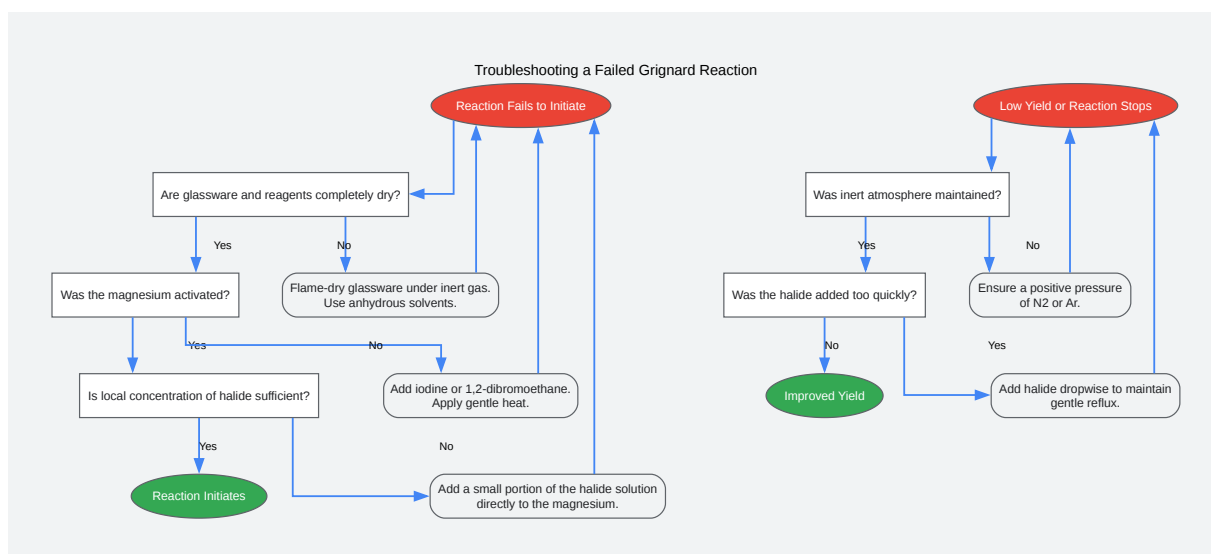 Troubleshooting a Failed Grignard Reaction
Reaction Fails to Initiate
Low Yield or Reaction Stops
Are glassware and reagents completely dry?
Was inert atmosphere maintained?
Yes
No
Yes
No
Was the magnesium activated?
Flame-dry glassware under inert gas.
Use anhydrous solvents.
Was the halide added too quickly?
Ensure a positive pressure
of N2 or Ar.
Yes
No
No
Yes
Is local concentration of halide sufficient?
Add iodine or 1,2-dibromoethane.
Apply gentle heat.
Improved Yield
Add halide dropwise to maintain
gentle reflux.
Yes
No
Reaction Initiates
Add a small portion of the halide solution
directly to the magnesium.